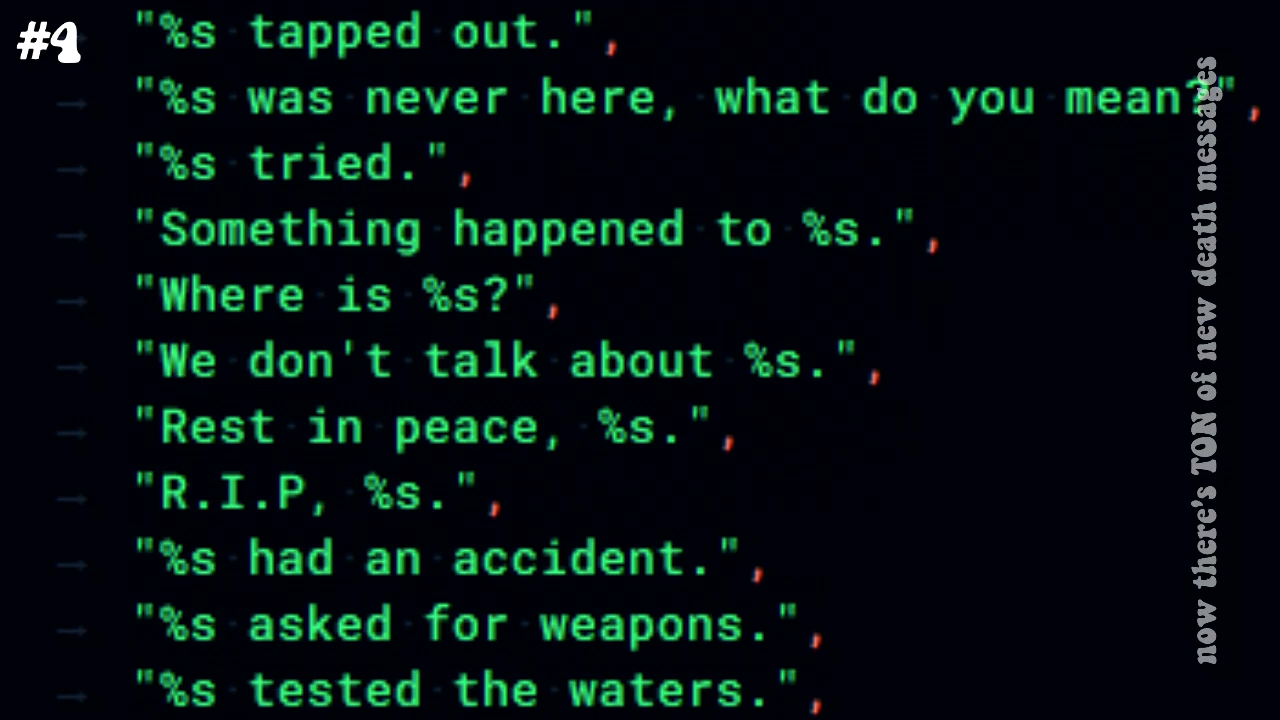 #4
"%s tapped out.",
"%s was never here, what do you mean?",
"%s tried.",
"Something happened to %s.",
"Where is %s?",
"We don't talk about %s.",
"Rest in peace, %s.",
"R.I.P, %s.",
"%s had an accident.",
"%s asked for weapons.",
"%s tested the waters.",
now there's TON of new death messages